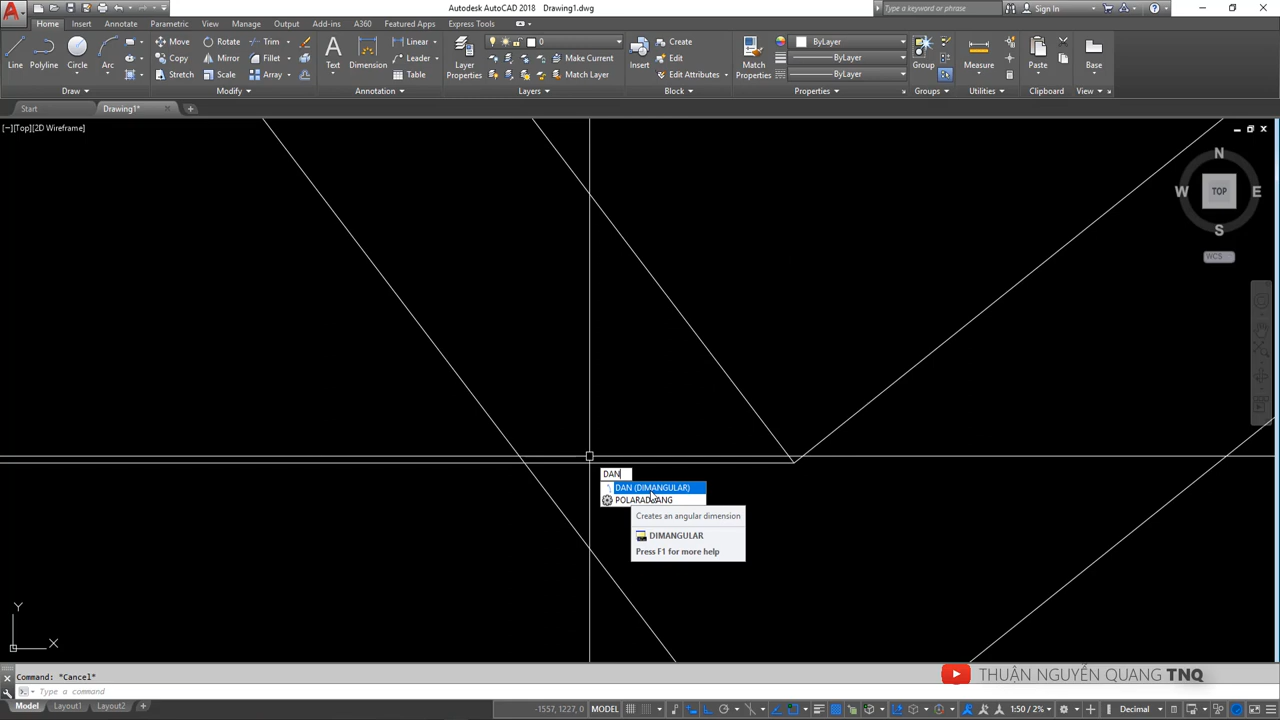 Autodesk AutoCAD 2018 Drawing1.dwg
Type a keyword or phrase
Sign In
Home Insert Annotate Parametric View Manage Output Add-ins A360 Featured Apps Express Tools
Line Polyline Circle Arc
Move Rotate Trim
Copy Mirror Fillet
Stretch Scale Array
Text Dimension
Linear
Leader
Table
Layer Properties
0
Make Current
Match Layer
Insert
Create
Edit
Edit Attributes
Match Properties
ByLayer
ByLayer
ByLayer
Group
Measure
Paste
Base
Draw Modify Annotation Layers Block Properties Groups Utilities Clipboard View
Start Drawing1*
[−][Top][2D Wireframe]
N
W TOP E
S
WCS
DAN
DAN (DIMANGULAR)
Creates an angular dimension
DIMANGULAR
Press F1 for more help
Y
X
Command: *Cancel*
Type a command
THUẬN NGUYỄN QUANG TNQ
Model Layout1 Layout2 +
-1557, 1227, 0 MODEL
1:50 / 2%
Decimal